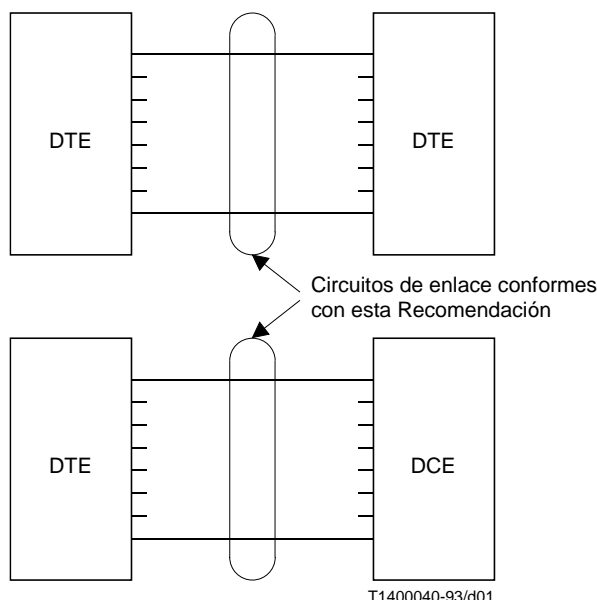 DTE
DTE
Circuitos de enlace conformes
con esta Recomendación
DTE
DCE
T1400040-93/d01